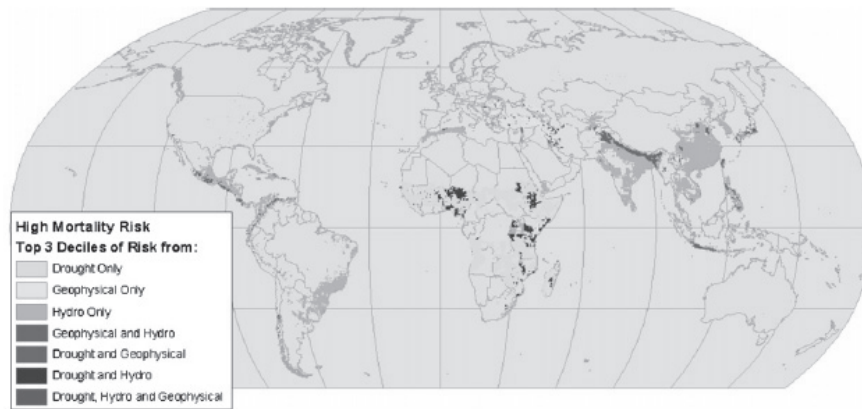 High Mortality Risk
Top 3 Deciles of Risk from:
Drought Only
Geophysical Only
Hydro Only
Geophysical and Hydro
Drought and Geophysical
Drought and Hydro
Drought, Hydro and Geophysical